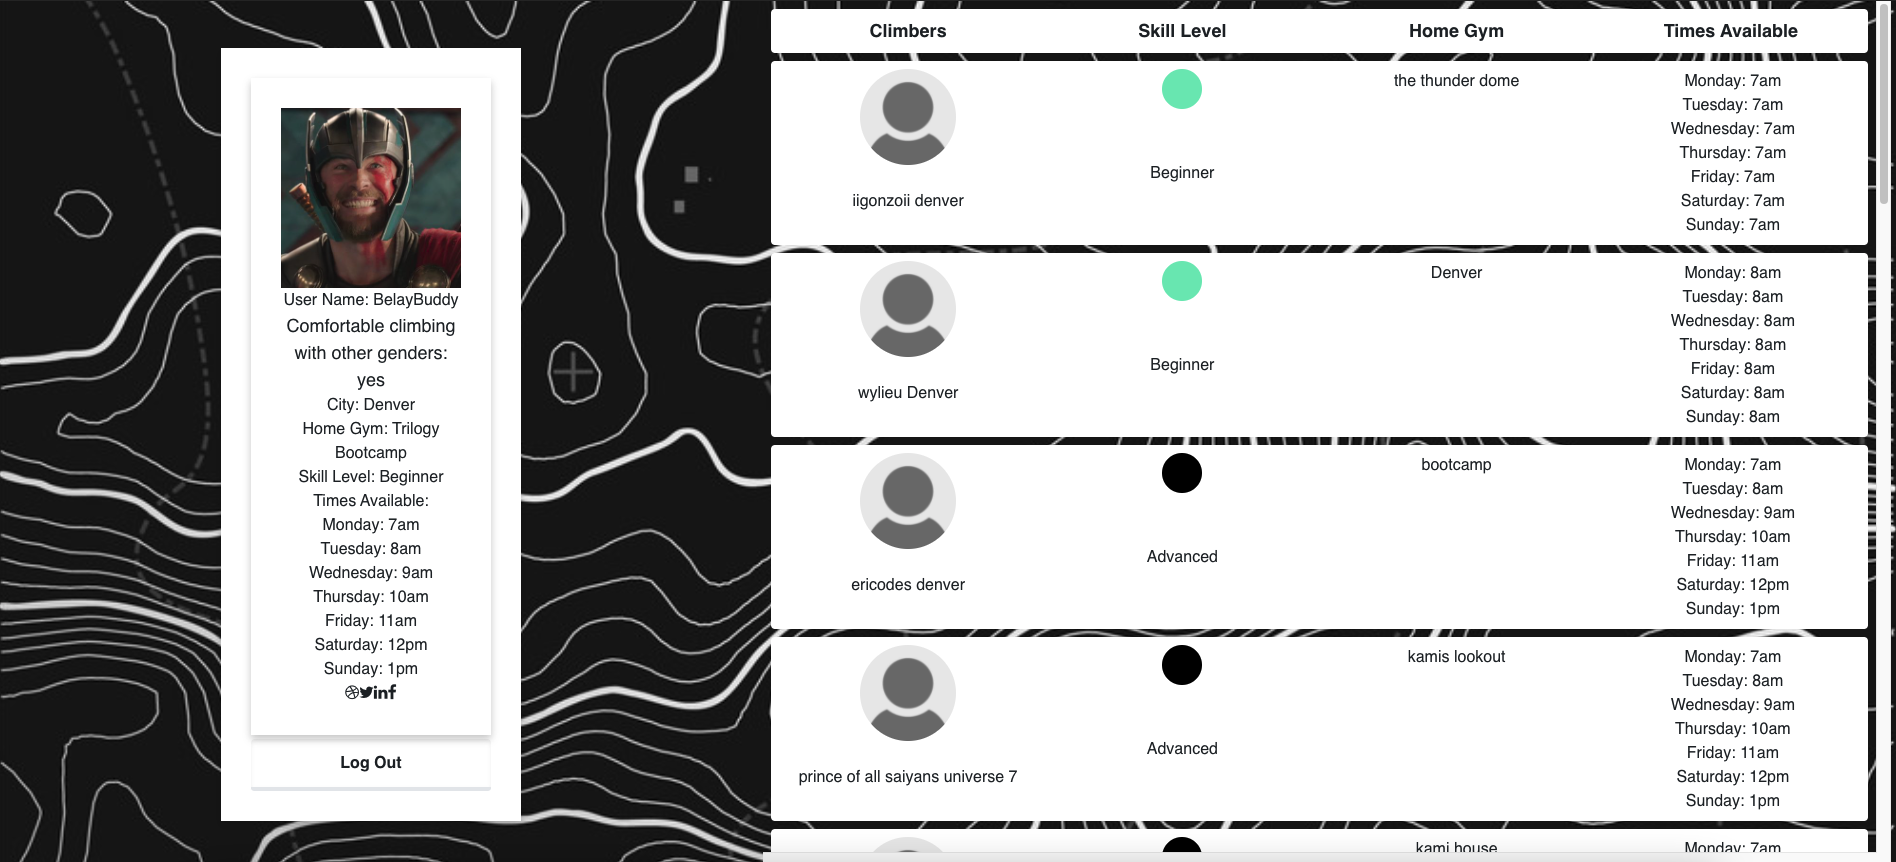 User Name: BelayBuddy
Comfortable climbing
with other genders:
yes
City: Denver
Home Gym: Trilogy
Bootcamp
Skill Level: Beginner
Times Available:
Monday: 7am
Tuesday: 8am
Wednesday: 9am
Thursday: 10am
Friday: 11am
Saturday: 12pm
Sunday: 1pm
Log Out
Climbers Skill Level Home Gym Times Available
iigonzoii denver
Beginner
the thunder dome
Monday: 7am
Tuesday: 7am
Wednesday: 7am
Thursday: 7am
Friday: 7am
Saturday: 7am
Sunday: 7am
wylieu Denver
Beginner
Denver
Monday: 8am
Tuesday: 8am
Wednesday: 8am
Thursday: 8am
Friday: 8am
Saturday: 8am
Sunday: 8am
ericodes denver
Advanced
bootcamp
Monday: 7am
Tuesday: 8am
Wednesday: 9am
Thursday: 10am
Friday: 11am
Saturday: 12pm
Sunday: 1pm
prince of all saiyans universe 7
Advanced
kamis lookout
Monday: 7am
Tuesday: 8am
Wednesday: 9am
Thursday: 10am
Friday: 11am
Saturday: 12pm
Sunday: 1pm
kami house
Monday: 7am